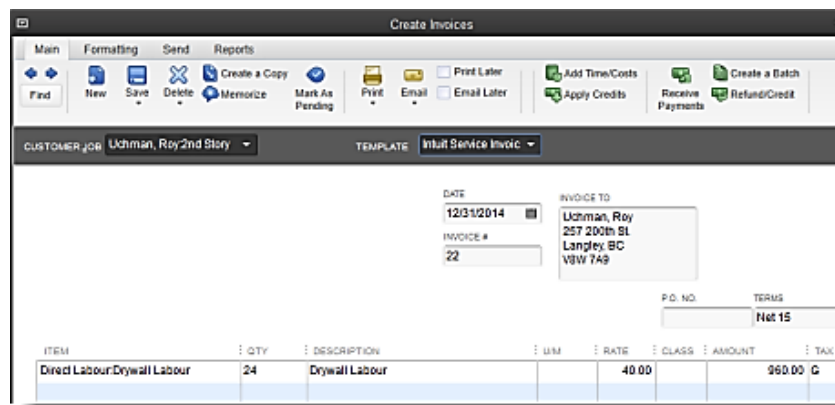 Create Invoices
Main Formatting Send Reports
Find New Save Delete Create a Copy Memorize Mark As Pending Print Email Print Later Email Later Add Time/Costs Apply Credits Receive Payments Create a Batch Refund/Credit
CUSTOMER:JOB Uchman, Roy:2nd Story TEMPLATE Intuit Service Invoic
DATE INVOICE TO
12/31/2014 Uchman, Roy
257 200th St.
INVOICE # Langley, BC
22 V8W 7A9
P.O. NO. TERMS
Net 15
ITEM QTY DESCRIPTION U/M RATE CLASS AMOUNT TAX
Direct Labour:Drywall Labour 24 Drywall Labour 40.00 960.00 G